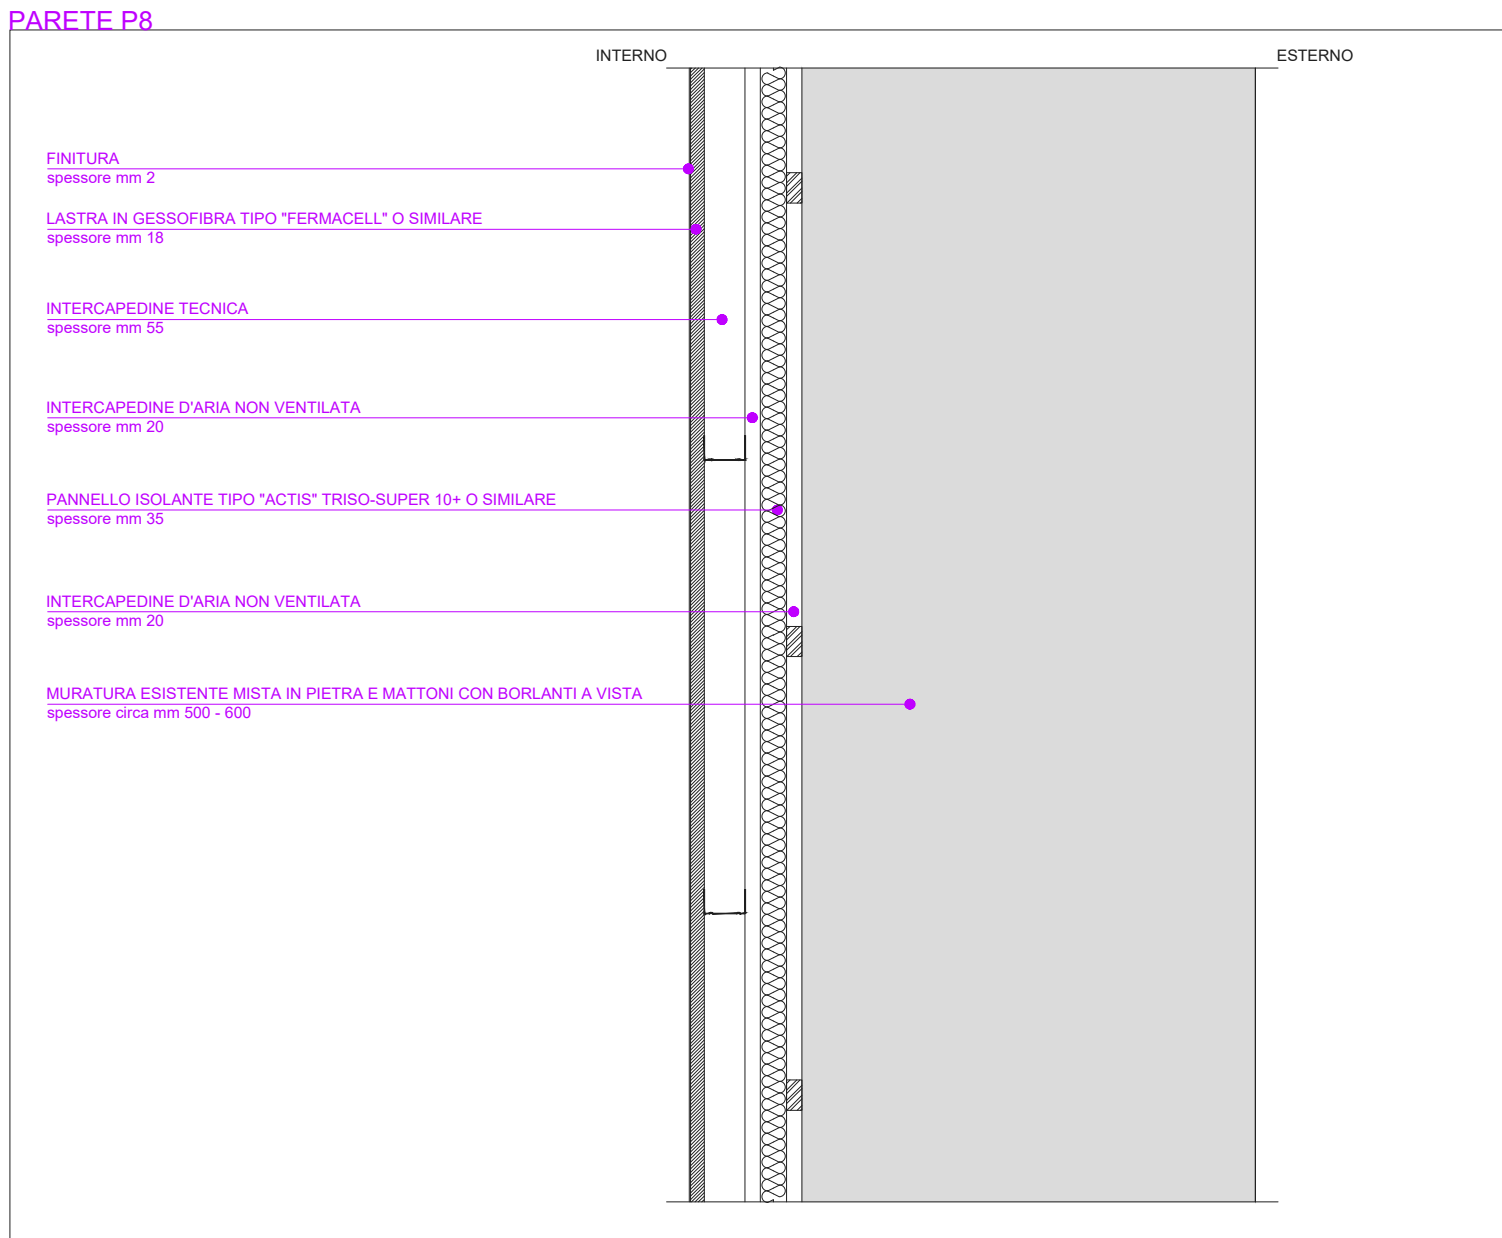 PARETE P8
INTERNO
ESTERNO
FINITURA
spessore mm 2
LASTRA IN GESSOFIBRA TIPO "FERMACELL" O SIMILARE
spessore mm 18
INTERCAPEDINE TECNICA
spessore mm 55
INTERCAPEDINE D'ARIA NON VENTILATA
spessore mm 20
PANNELLO ISOLANTE TIPO "ACTIS" TRISO-SUPER 10+ O SIMILARE
spessore mm 35
INTERCAPEDINE D'ARIA NON VENTILATA
spessore mm 20
MURATURA ESISTENTE MISTA IN PIETRA E MATTONI CON BORLANTI A VISTA
spessore circa mm 500 - 600